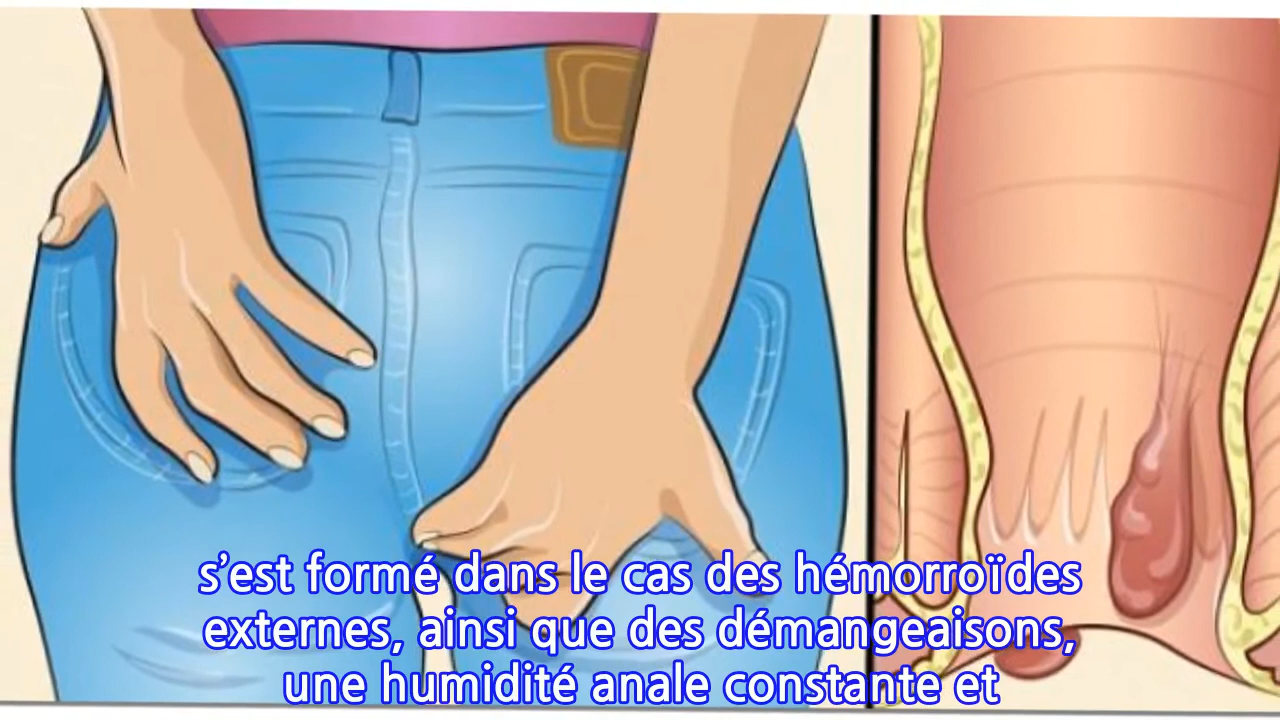 s’est formé dans le cas des hémorroïdes
externes, ainsi que des démangeaisons,
une humidité anale constante et